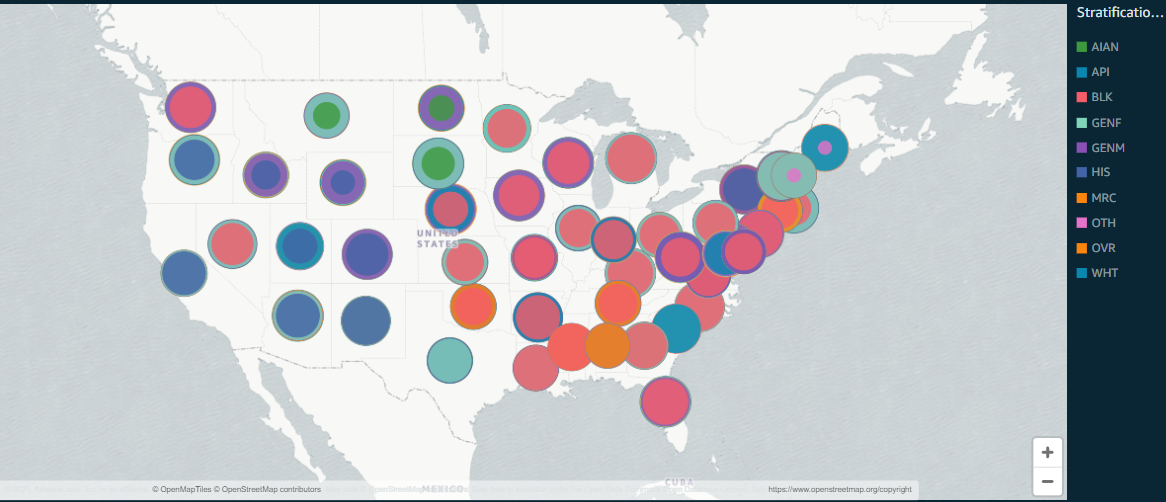 Stratificatio...
AIAN
API
BLK
GENF
GENM
HIS
MRC
OTH
OVR
WHT
UNITED
STATES
CUBA
MEXICO
© OpenMapTiles © OpenStreetMap contributors
https://www.openstreetmap.org/copyright
+
−